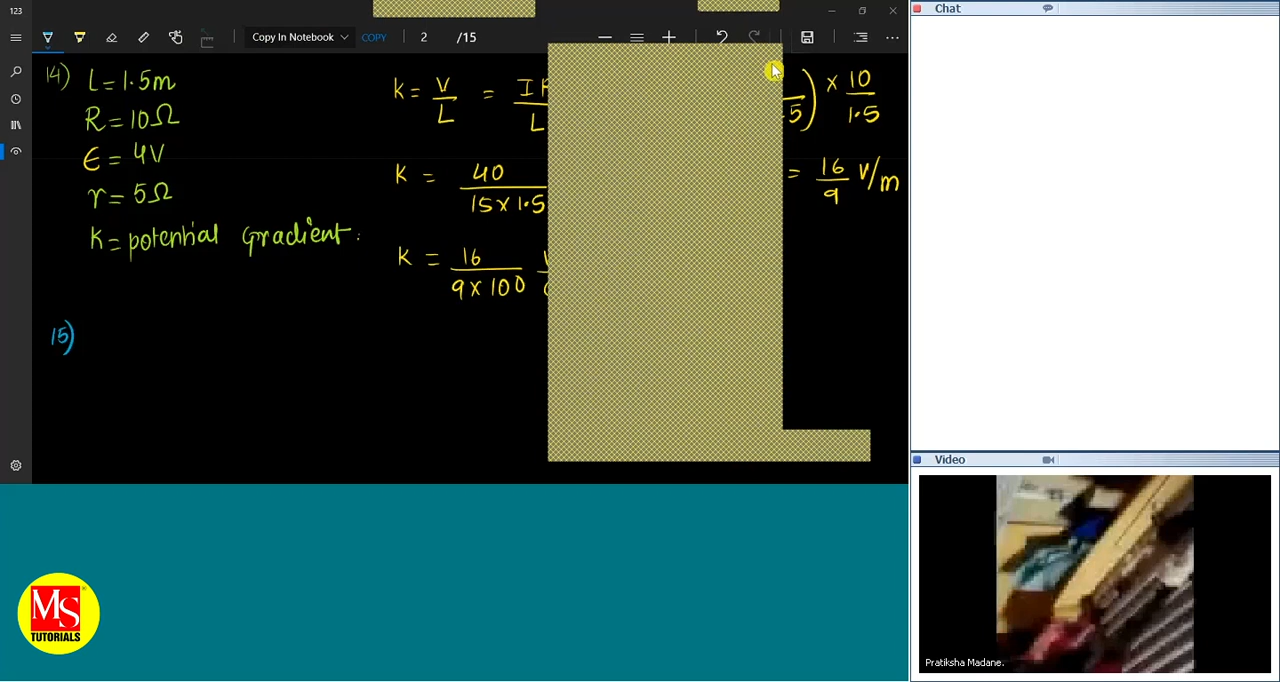 123
Copy In Notebook COPY 2 /15
Chat
14) L = 1.5m
R = 10Ω
ε = 4V
r = 5Ω
K = potential gradient.
K = V/L = I /L
.5) × 10/1.5
K = 40/15 × 1.5
= 16/9 V/m
K = 16/9 × 100
15)
Video
MS
TUTORIALS
Pratiksha Madane.